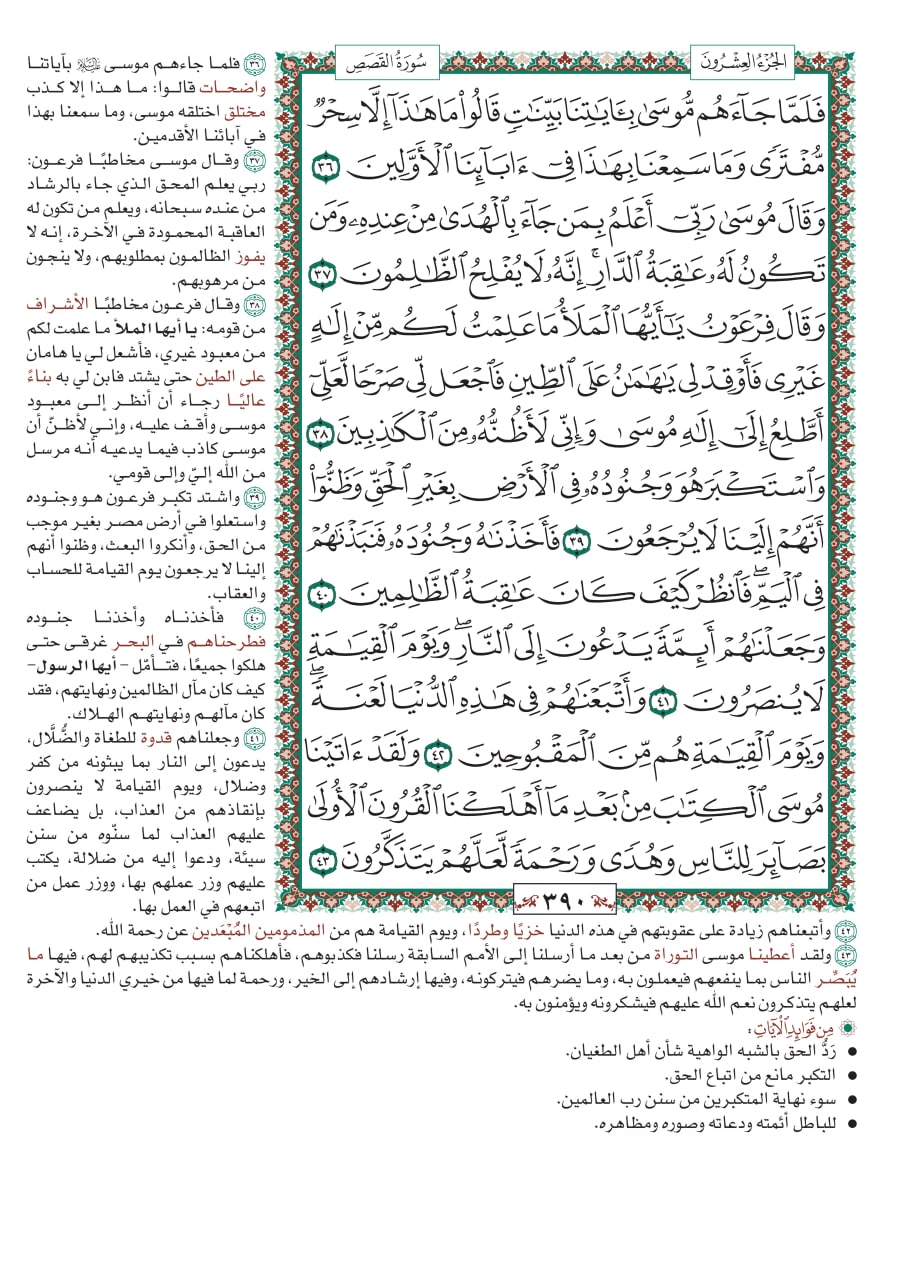 الجُزْءُ العِشْرُونَ
سُورَةُ القَصَصِ
فَلَمَّا جَآءَهُم مُّوسَىٰ بِـَٔايَٰتِنَا بَيِّنَٰتٖ قَالُواْ مَا هَٰذَآ إِلَّا سِحۡرٞ
مُّفۡتَرٗى وَمَا سَمِعۡنَا بِهَٰذَا فِيٓ ءَابَآئِنَا ٱلۡأَوَّلِينَ ٣٦
وَقَالَ مُوسَىٰ رَبِّيٓ أَعۡلَمُ بِمَن جَآءَ بِٱلۡهُدَىٰ مِنۡ عِندِهِۦ وَمَن
تَكُونُ لَهُۥ عَٰقِبَةُ ٱلدَّارِۚ إِنَّهُۥ لَا يُفۡلِحُ ٱلظَّٰلِمُونَ ٣٧
وَقَالَ فِرۡعَوۡنُ يَٰٓأَيُّهَا ٱلۡمَلَأُ مَا عَلِمۡتُ لَكُم مِّنۡ إِلَٰهٍ
غَيۡرِي فَأَوۡقِدۡ لِي يَٰهَٰمَٰنُ عَلَى ٱلطِّينِ فَٱجۡعَل لِّي صَرۡحٗا لَّعَلِّيٓ
أَطَّلِعُ إِلَىٰٓ إِلَٰهِ مُوسَىٰ وَإِنِّي لَأَظُنُّهُۥ مِنَ ٱلۡكَٰذِبِينَ ٣٨
وَٱسۡتَكۡبَرَ هُوَ وَجُنُودُهُۥ فِي ٱلۡأَرۡضِ بِغَيۡرِ ٱلۡحَقِّ وَظَنُّوٓاْ
أَنَّهُمۡ إِلَيۡنَا لَا يُرۡجَعُونَ ٣٩ فَأَخَذۡنَٰهُ وَجُنُودَهُۥ فَنَبَذۡنَٰهُمۡ
فِي ٱلۡيَمِّۖ فَٱنظُرۡ كَيۡفَ كَانَ عَٰقِبَةُ ٱلظَّٰلِمِينَ ٤٠
وَجَعَلۡنَٰهُمۡ أَئِمَّةٗ يَدۡعُونَ إِلَى ٱلنَّارِۖ وَيَوۡمَ ٱلۡقِيَٰمَةِ
لَا يُنصَرُونَ ٤١ وَأَتۡبَعۡنَٰهُمۡ فِي هَٰذِهِ ٱلدُّنۡيَا لَعۡنَةٗۖ
وَيَوۡمَ ٱلۡقِيَٰمَةِ هُم مِّنَ ٱلۡمَقۡبُوحِينَ ٤٢ وَلَقَدۡ ءَاتَيۡنَا
مُوسَى ٱلۡكِتَٰبَ مِنۢ بَعۡدِ مَآ أَهۡلَكۡنَا ٱلۡقُرُونَ ٱلۡأُولَىٰ
بَصَآئِرَ لِلنَّاسِ وَهُدٗى وَرَحۡمَةٗ لَّعَلَّهُمۡ يَتَذَكَّرُونَ ٤٣
٣٩٠
٣٦ فلما جاءهم موسى عليه السلام بآياتنا
واضحات قالوا: ما هذا إلا كذب
مختلق اختلقه موسى، وما سمعنا بهذا
في آبائنا الأقدمين.
٣٧ وقال موسى مخاطبًا فرعون:
ربي يعلم المحق الذي جاء بالرشاد
من عنده سبحانه، ويعلم من تكون له
العاقبة المحمودة في الآخرة، إنه لا
يفوز الظالمون بمطلوبهم، ولا ينجون
من مرهوبهم.
٣٨ وقال فرعون مخاطبًا الأشراف
من قومه: يا أيها الملأ ما علمت لكم
من معبود غيري، فأشعل لي يا هامان
على الطين حتى يشتد فابن لي به بناءً
عاليًا رجاء أن أنظر إلى معبود
موسى وأقف عليه، وإني لأظنّ أن
موسى كاذب فيما يدعيه أنه مرسل
من الله إليّ وإلى قومي.
٣٩ واشتد تكبر فرعون هو وجنوده
واستعلوا في أرض مصر بغير موجب
من الحق، وأنكروا البعث، وظنوا أنهم
إلينا لا يرجعون يوم القيامة للحساب
والعقاب.
٤٠ فأخذناه وأخذنا جنوده
فطرحناهم في البحر غرقى حتى
هلكوا جميعًا، فتأمّل - أيها الرسول-
كيف كان مآل الظالمين ونهايتهم، فقد
كان مآلهم ونهايتهم الهلاك.
٤١ وجعلناهم قدوة للطغاة والضُّلَّال،
يدعون إلى النار بما يبثونه من كفر
وضلال، ويوم القيامة لا ينصرون
بإنقاذهم من العذاب، بل يضاعف
عليهم العذاب لما سنّوه من سنن
سيئة، ودعوا إليه من ضلالة، يكتب
عليهم وزر عملهم بها، ووزر عمل من
اتبعهم في العمل بها.
٤٢ وأتبعناهم زيادة على عقوبتهم في هذه الدنيا خزيًا وطردًا، ويوم القيامة هم من المذمومين المُبْعَدين عن رحمة الله.
٤٣ ولقد أعطينا موسى التوراة من بعد ما أرسلنا إلى الأمم السابقة رسلنا فكذبوهم، فأهلكناهم بسبب تكذيبهم لهم، فيها ما
يُبَصِّر الناس بما ينفعهم فيعملون به، وما يضرهم فيتركونه، وفيها إرشادهم إلى الخير، ورحمة لما فيها من خيري الدنيا والآخرة
لعلهم يتذكرون نعم الله عليهم فيشكرونه ويؤمنون به.
مِن فَوَائِدِ الآيَاتِ:
• رَدُّ الحق بالشبه الواهية شأن أهل الطغيان.
• التكبر مانع من اتباع الحق.
• سوء نهاية المتكبرين من سنن رب العالمين.
• للباطل أئمته ودعاته وصوره ومظاهره.